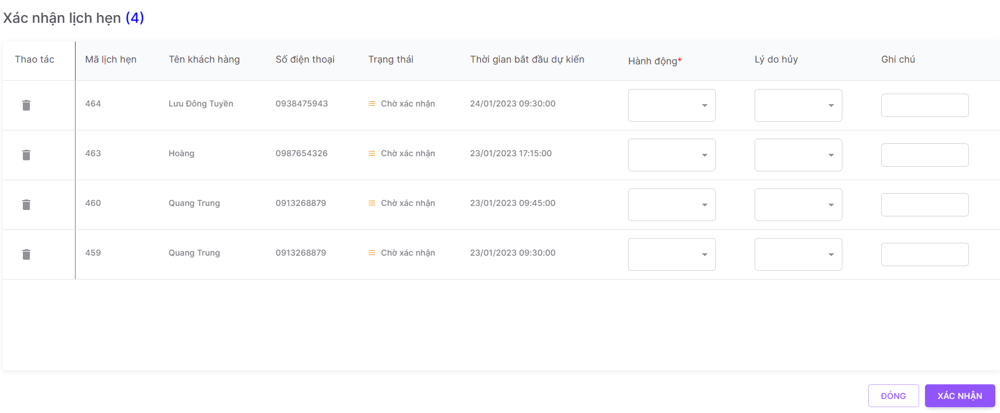 Xác nhận lịch hẹn (4)
Thao tác Mã lịch hẹn Tên khách hàng Số điện thoại Trạng thái Thời gian bắt đầu dự kiến Hành động* Lý do hủy Ghi chú
464 Lưu Đông Tuyền 0938475943 Chờ xác nhận 24/01/2023 09:30:00
463 Hoàng 0987654326 Chờ xác nhận 23/01/2023 17:15:00
460 Quang Trung 0913268879 Chờ xác nhận 23/01/2023 09:45:00
459 Quang Trung 0913268879 Chờ xác nhận 23/01/2023 09:30:00
ĐÓNG XÁC NHẬN